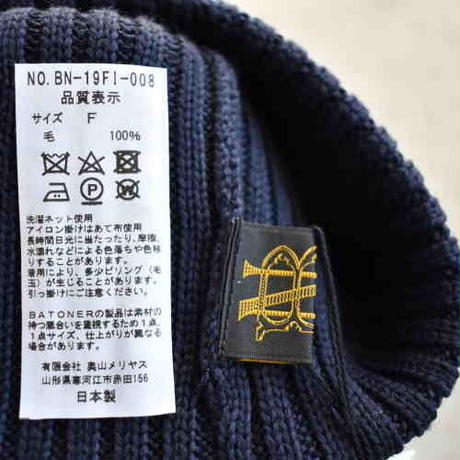 NO.BN-19FI-008
品質表示
サイズ F
毛 100%
洗濯ネット使用
アイロン掛けはあて布使用
長時間日光に当たったり、摩擦、
水濡れなどによる色落ちや色移
りすることがあります。
着用により、多少ピリング(毛
玉)が生じることがあります。
引っ掛けにご注意ください。
BATONERの製品は素材の
持つ風合いを重視するため1点、
1点サイズ、仕上がりが異なる
場合があります。
有限会社 奥山メリヤス
山形県寒河江市赤田156
日本製